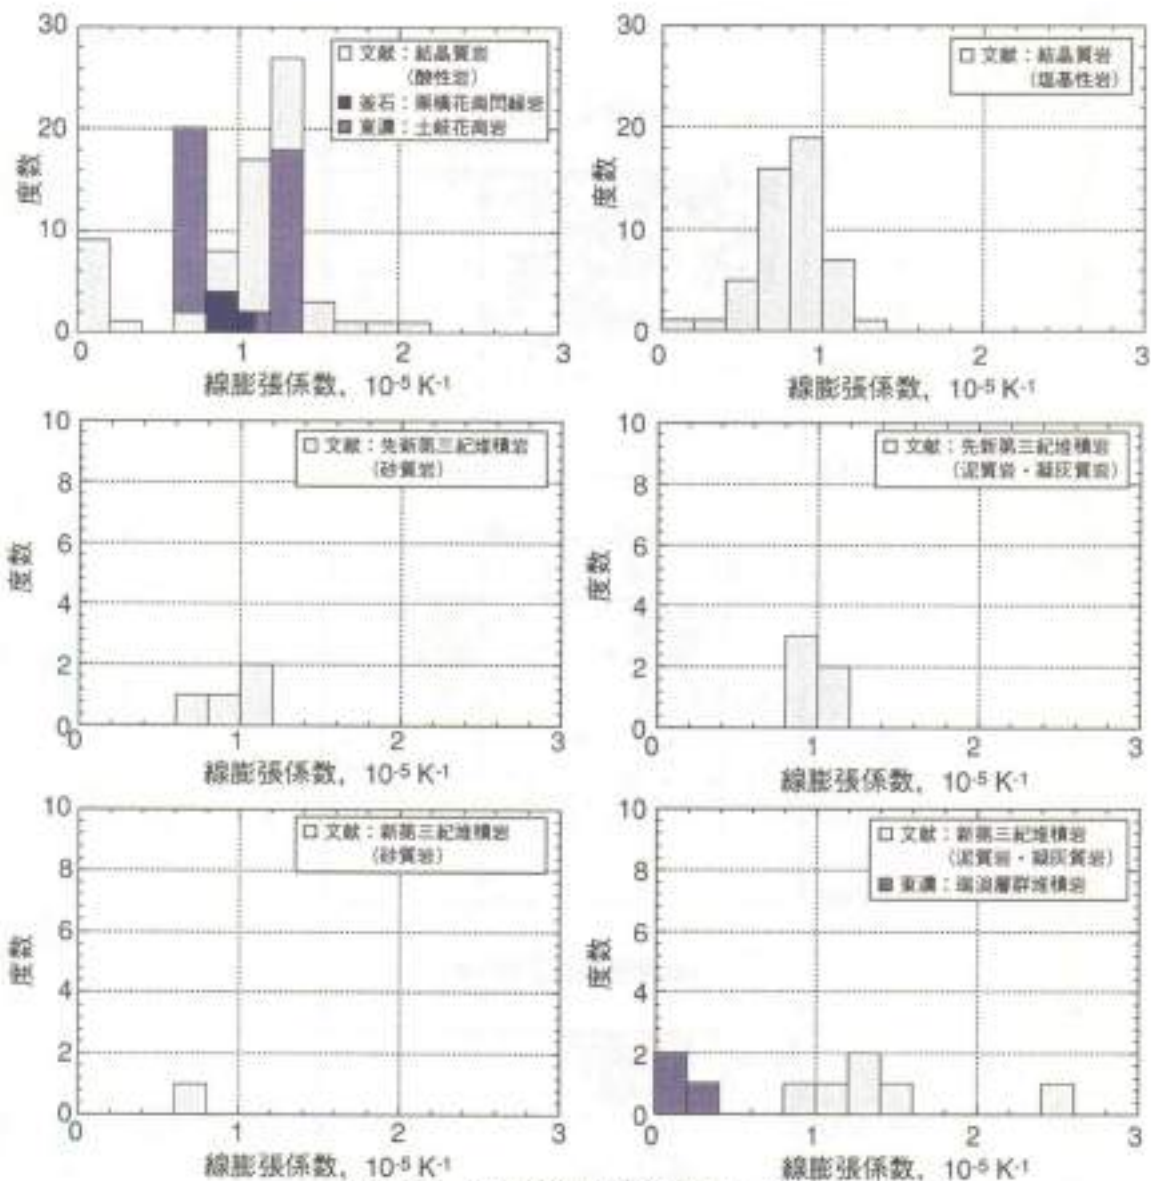 30
20
10
0
度数
□ 文献：結晶質岩
（酸性岩）
■ 釜石：栗橋花崗閃緑岩
■ 東濃：土岐花崗岩
0 1 2 3
線膨張係数, 10⁻⁵ K⁻¹
30
20
10
0
度数
□ 文献：結晶質岩
（塩基性岩）
0 1 2 3
線膨張係数, 10⁻⁵ K⁻¹
10
8
6
4
2
0
度数
□ 文献：先新第三紀堆積岩
（砂質岩）
0 1 2 3
線膨張係数, 10⁻⁵ K⁻¹
10
8
6
4
2
0
度数
□ 文献：先新第三紀堆積岩
（泥質岩・凝灰質岩）
0 1 2 3
線膨張係数, 10⁻⁵ K⁻¹
10
8
6
4
2
0
度数
□ 文献：新第三紀堆積岩
（砂質岩）
0 1 2 3
線膨張係数, 10⁻⁵ K⁻¹
10
8
6
4
2
0
度数
□ 文献：新第三紀堆積岩
（泥質岩・凝灰質岩）
■ 東濃：瑞浪層群堆積岩
0 1 2 3
線膨張係数, 10⁻⁵ K⁻¹